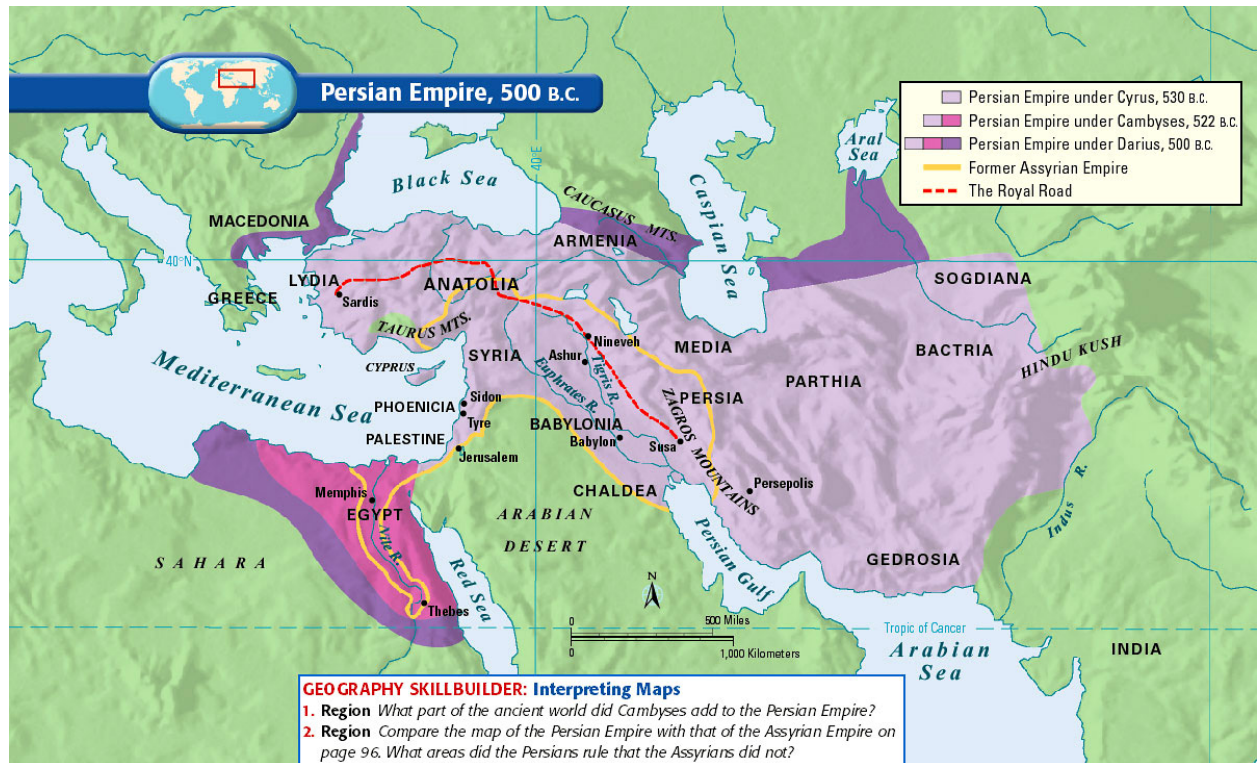 Persian Empire, 500 B.C.
Persian Empire under Cyrus, 530 B.C.
Persian Empire under Cambyses, 522 B.C.
Persian Empire under Darius, 500 B.C.
Former Assyrian Empire
The Royal Road
40°E
Aral
Sea
Black Sea
Caspian Sea
CAUCASUS MTS.
MACEDONIA
ARMENIA
40°N
LYDIA
SOGDIANA
ANATOLIA
GREECE
Sardis
TAURUS MTS.
Nineveh
MEDIA
BACTRIA
HINDU KUSH
SYRIA
Ashur
Tigris R.
CYPRUS
PARTHIA
Mediterranean Sea
Euphrates R.
PERSIA
Sidon
PHOENICIA
Tyre
ZAGROS MOUNTAINS
BABYLONIA
PALESTINE
Babylon
Susa
Jerusalem
Persepolis
CHALDEA
Memphis
EGYPT
ARABIAN
DESERT
Indus R.
Nile R.
SAHARA
Persian Gulf
GEDROSIA
Red Sea
N
Thebes
0 500 Miles
0 1,000 Kilometers
Tropic of Cancer
Arabian
Sea
INDIA
GEOGRAPHY SKILLBUILDER: Interpreting Maps
1. Region What part of the ancient world did Cambyses add to the Persian Empire?
2. Region Compare the map of the Persian Empire with that of the Assyrian Empire on
page 96. What areas did the Persians rule that the Assyrians did not?